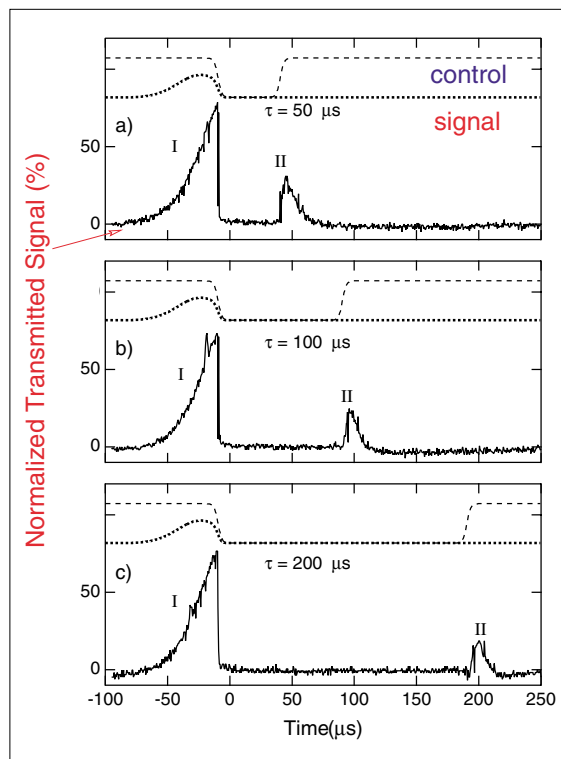 Normalized Transmitted Signal (%)
control
a)
τ = 50 μs
signal
I
II
50
0
b)
τ = 100 μs
I
II
50
0
c)
τ = 200 μs
I
II
50
0
-100 -50 0 50 100 150 200 250
Time(μs)